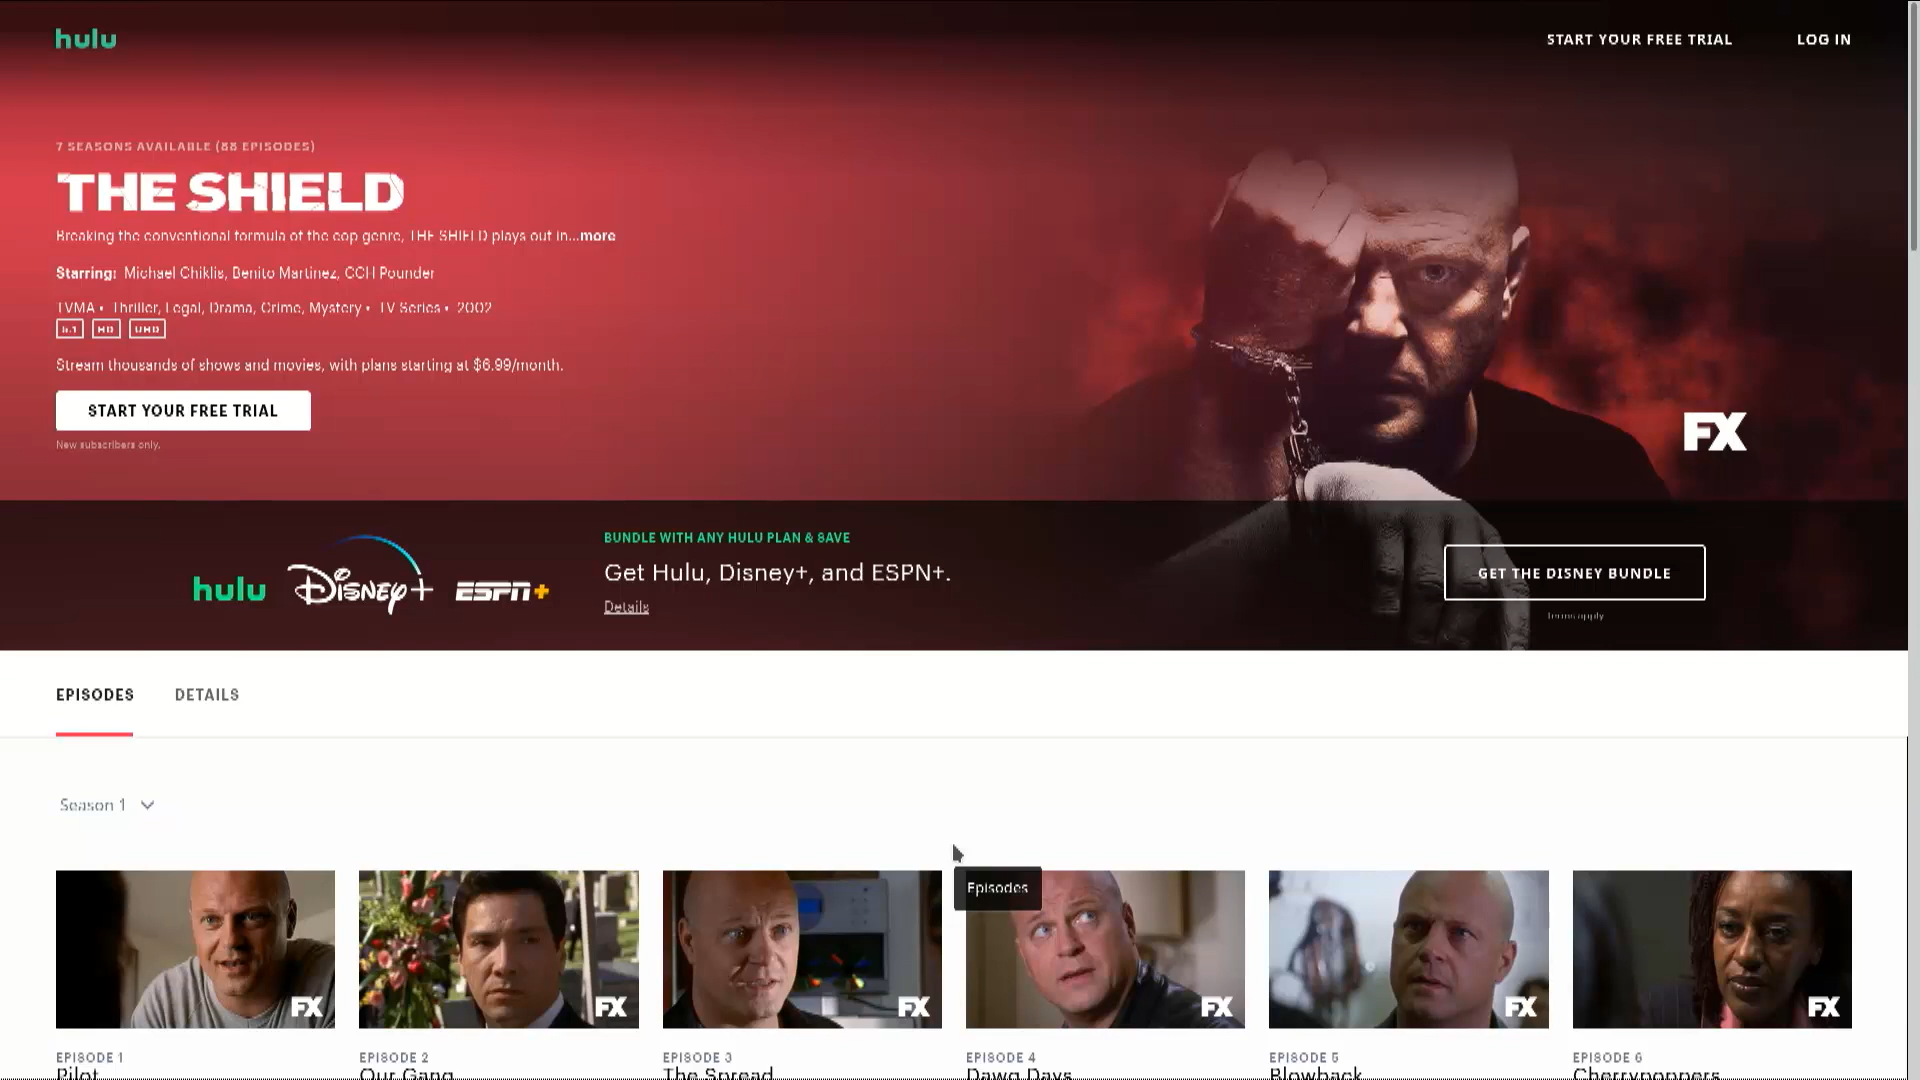 hulu
START YOUR FREE TRIAL
LOG IN
7 SEASONS AVAILABLE (88 EPISODES)
THE SHIELD
Breaking the conventional formula of the cop genre, THE SHIELD plays out in...more
Starring: Michael Chiklis, Benito Martinez, CCH Pounder
TVMA • Thriller, Legal, Drama, Crime, Mystery • TV Series • 2002
5.1 HD UHD
Stream thousands of shows and movies, with plans starting at $6.99/month.
START YOUR FREE TRIAL
New subscribers only.
FX
BUNDLE WITH ANY HULU PLAN & SAVE
hulu Disney+ ESPN+
Get Hulu, Disney+, and ESPN+.
Details
GET THE DISNEY BUNDLE
Terms apply
EPISODES DETAILS
Season 1
Episodes
FX FX FX FX FX FX
EPISODE 1 EPISODE 2 EPISODE 3 EPISODE 4 EPISODE 5 EPISODE 6
Pilot Our Gang The Spread Dawg Days Blowback Cherrypoppers